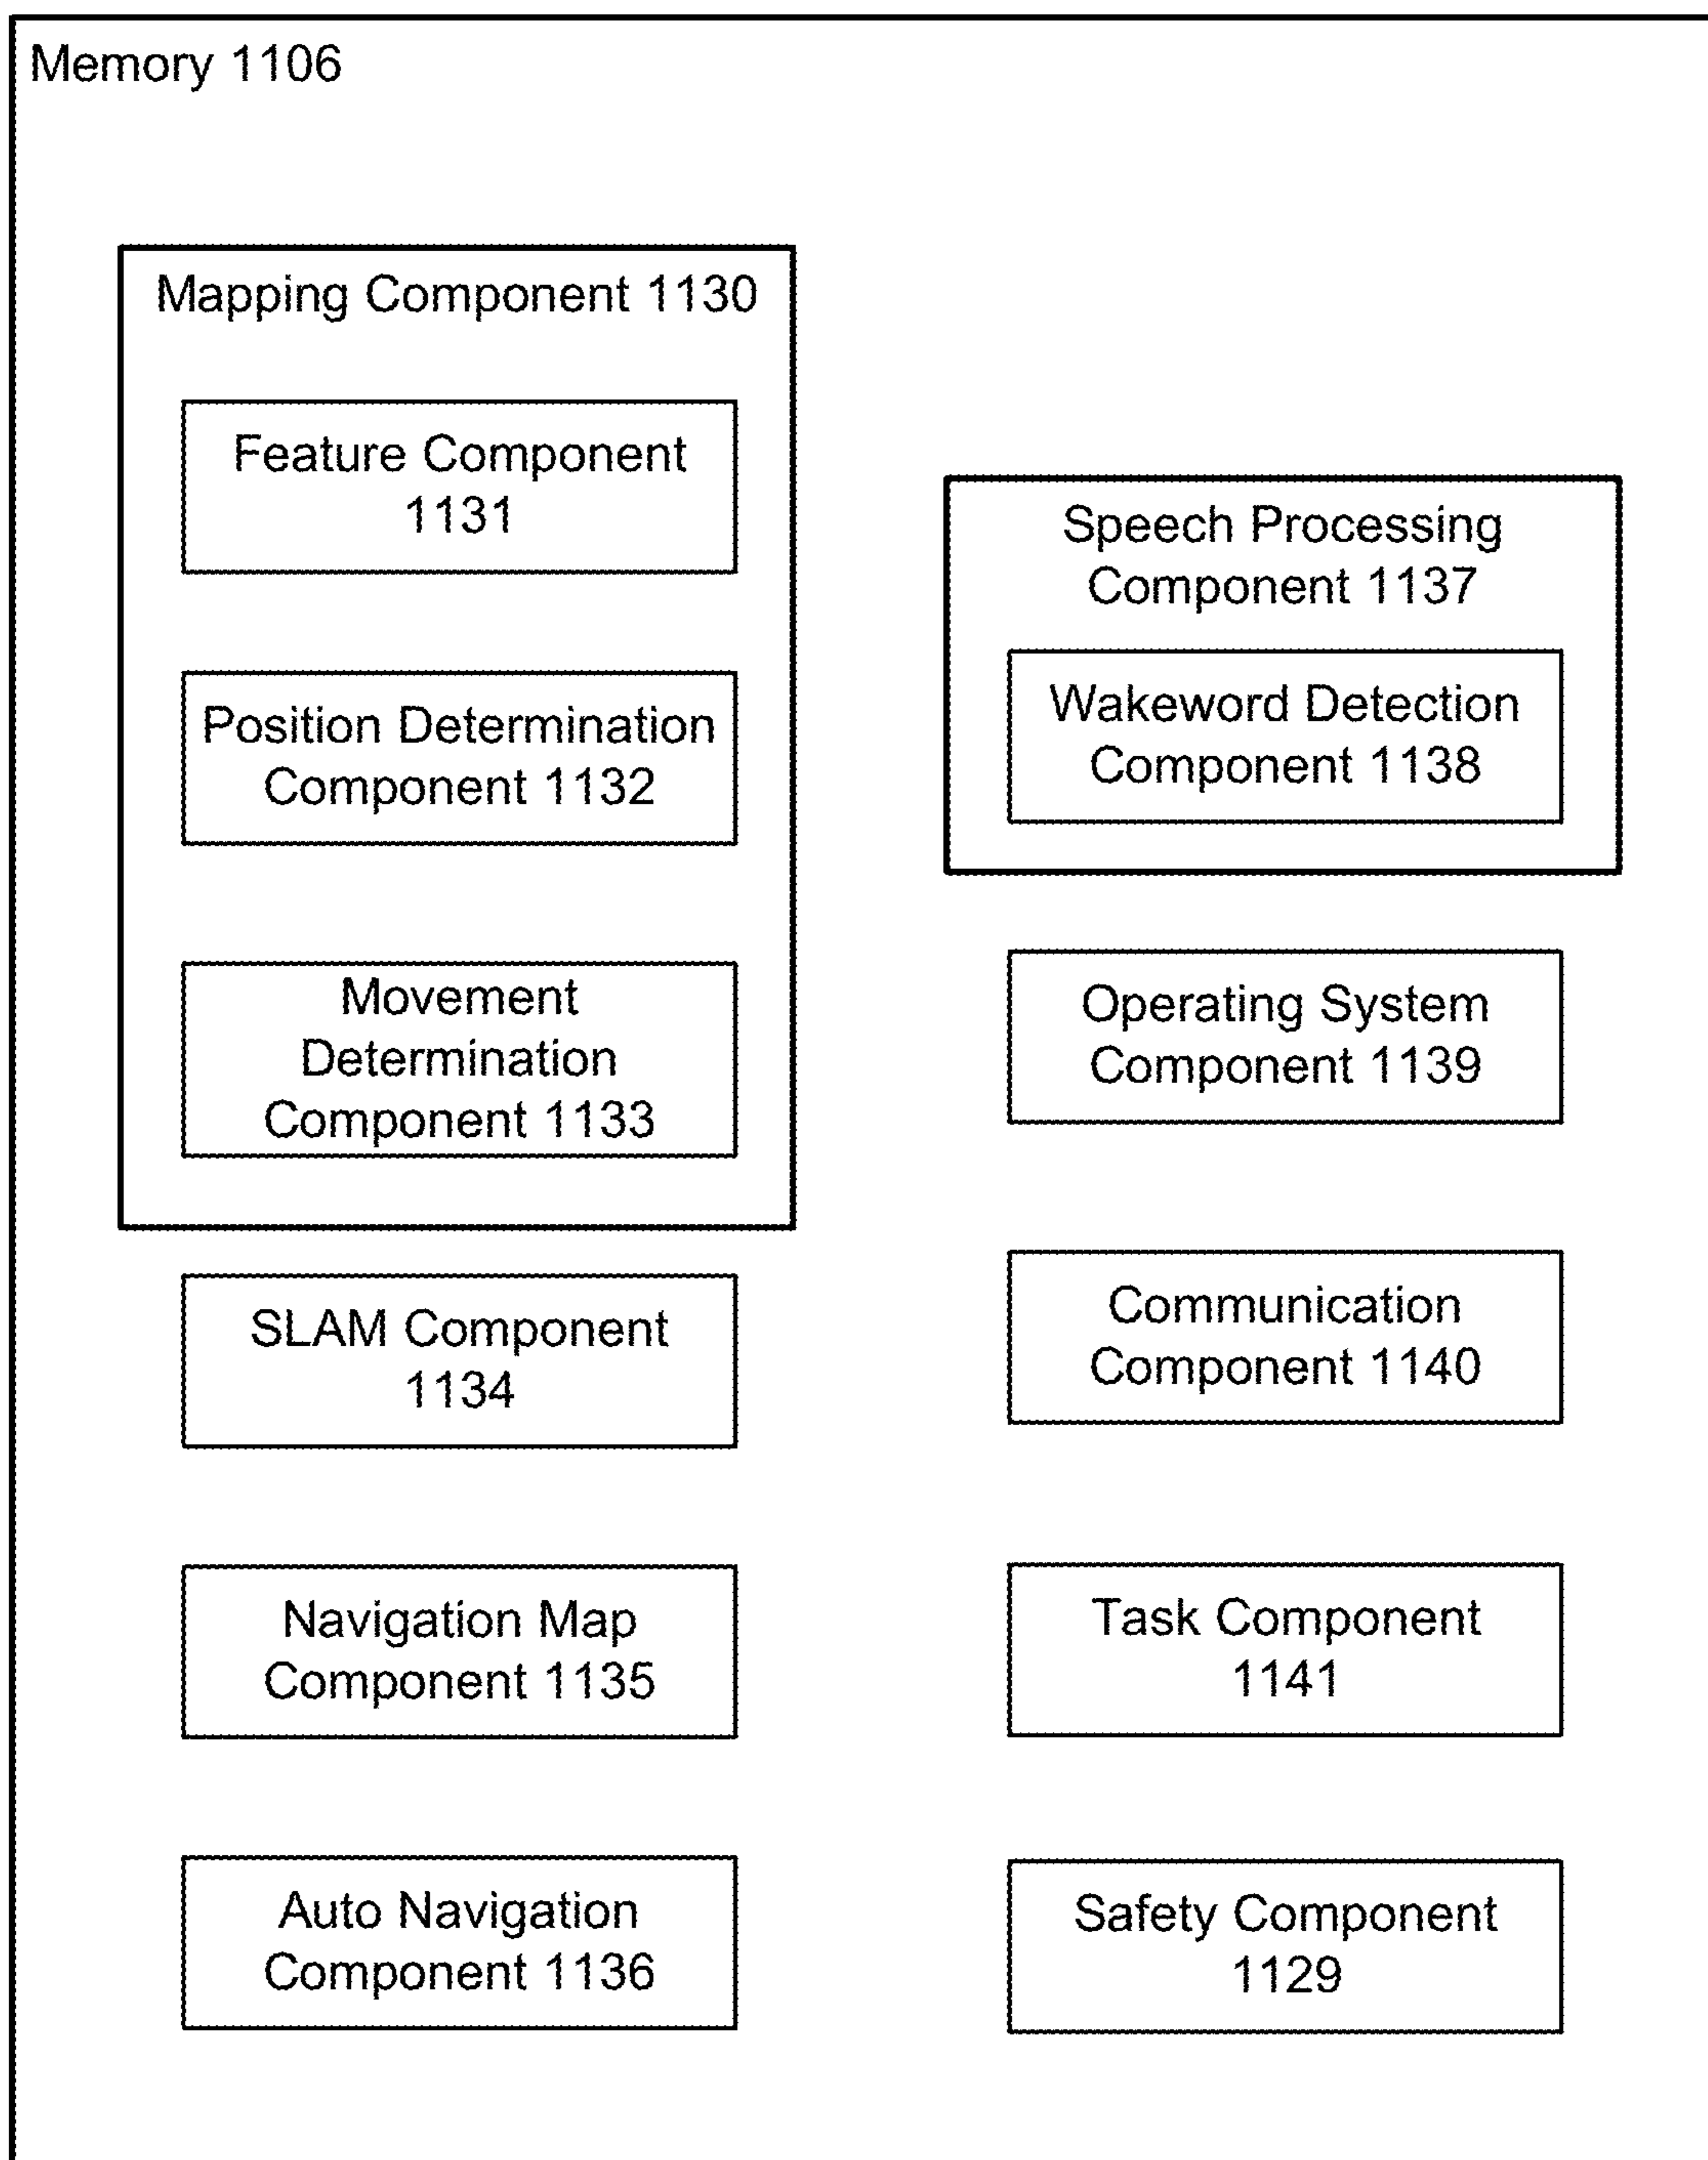 Memory 1106
Mapping Component 1130
Feature Component
1131
Position Determination
Component 1132
Movement
Determination
Component 1133
SLAM Component
1134
Navigation Map
Component 1135
Auto Navigation
Component 1136
Speech Processing
Component 1137
Wakeword Detection
Component 1138
Operating System
Component 1139
Communication
Component 1140
Task Component
1141
Safety Component
1129